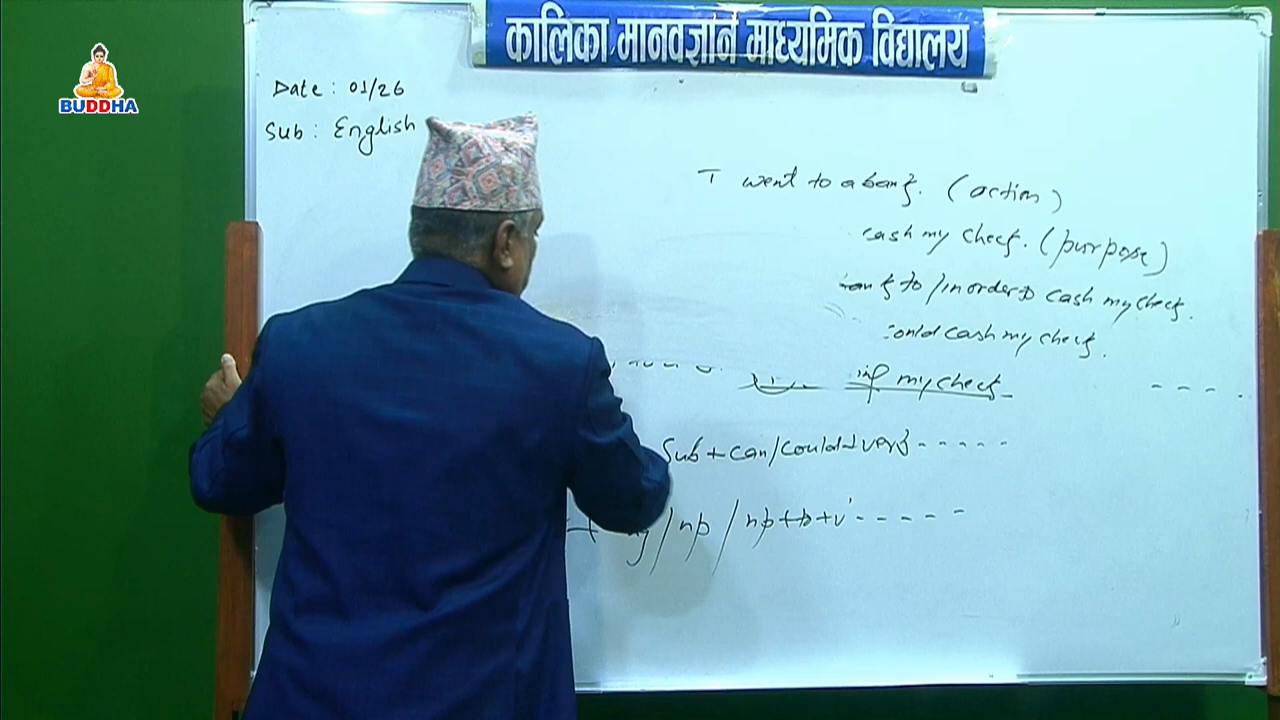 कालिका मानवज्ञान माध्यमिक विद्यालय
BUDDHA
Date : 01/26
Sub : English
I went to a bank. (action)
cash my check. (purpose)
to / in order to cash my check.
could cash my check.
ing my check - - - .
Sub + can/could + verb - - - - -
/ np / np + to + v' - - - - -